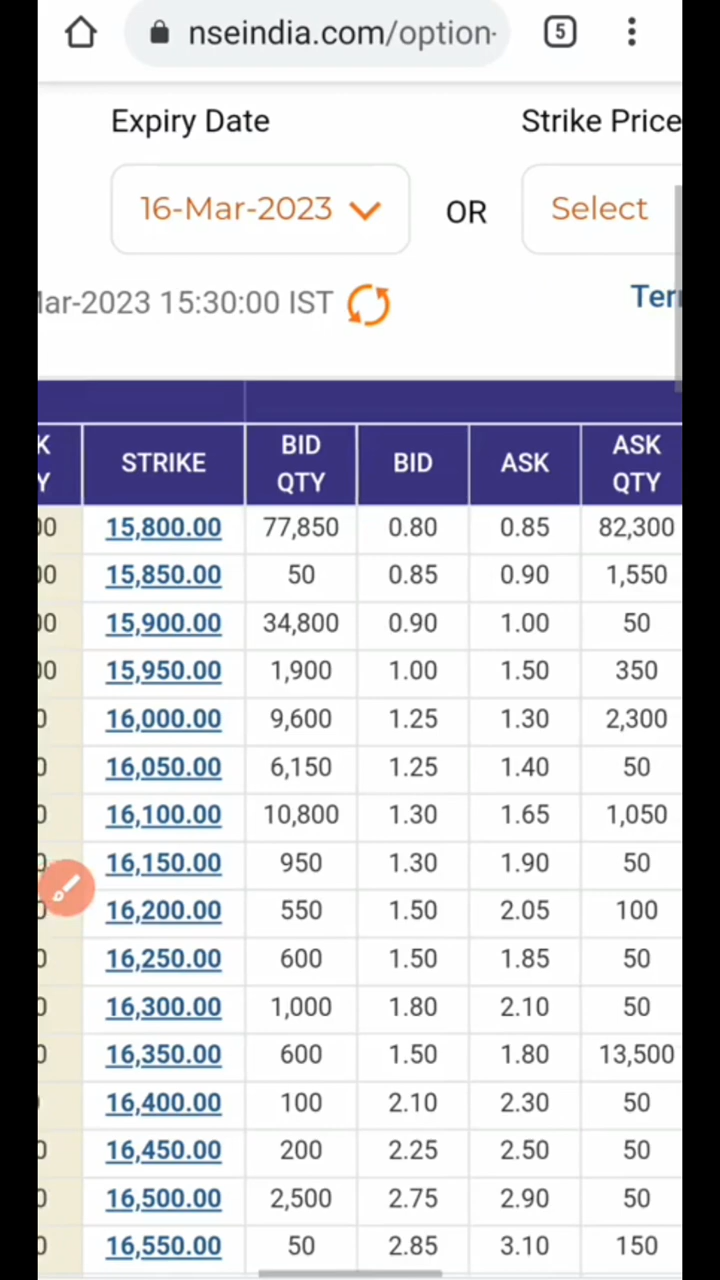 nseindia.com/option- 5
Expiry Date Strike Price
16-Mar-2023 OR Select
Mar-2023 15:30:00 IST
STRIKE BID QTY BID ASK ASK QTY
15,800.00 77,850 0.80 0.85 82,300
15,850.00 50 0.85 0.90 1,550
15,900.00 34,800 0.90 1.00 50
15,950.00 1,900 1.00 1.50 350
16,000.00 9,600 1.25 1.30 2,300
16,050.00 6,150 1.25 1.40 50
16,100.00 10,800 1.30 1.65 1,050
16,150.00 950 1.30 1.90 50
16,200.00 550 1.50 2.05 100
16,250.00 600 1.50 1.85 50
16,300.00 1,000 1.80 2.10 50
16,350.00 600 1.50 1.80 13,500
16,400.00 100 2.10 2.30 50
16,450.00 200 2.25 2.50 50
16,500.00 2,500 2.75 2.90 50
16,550.00 50 2.85 3.10 150